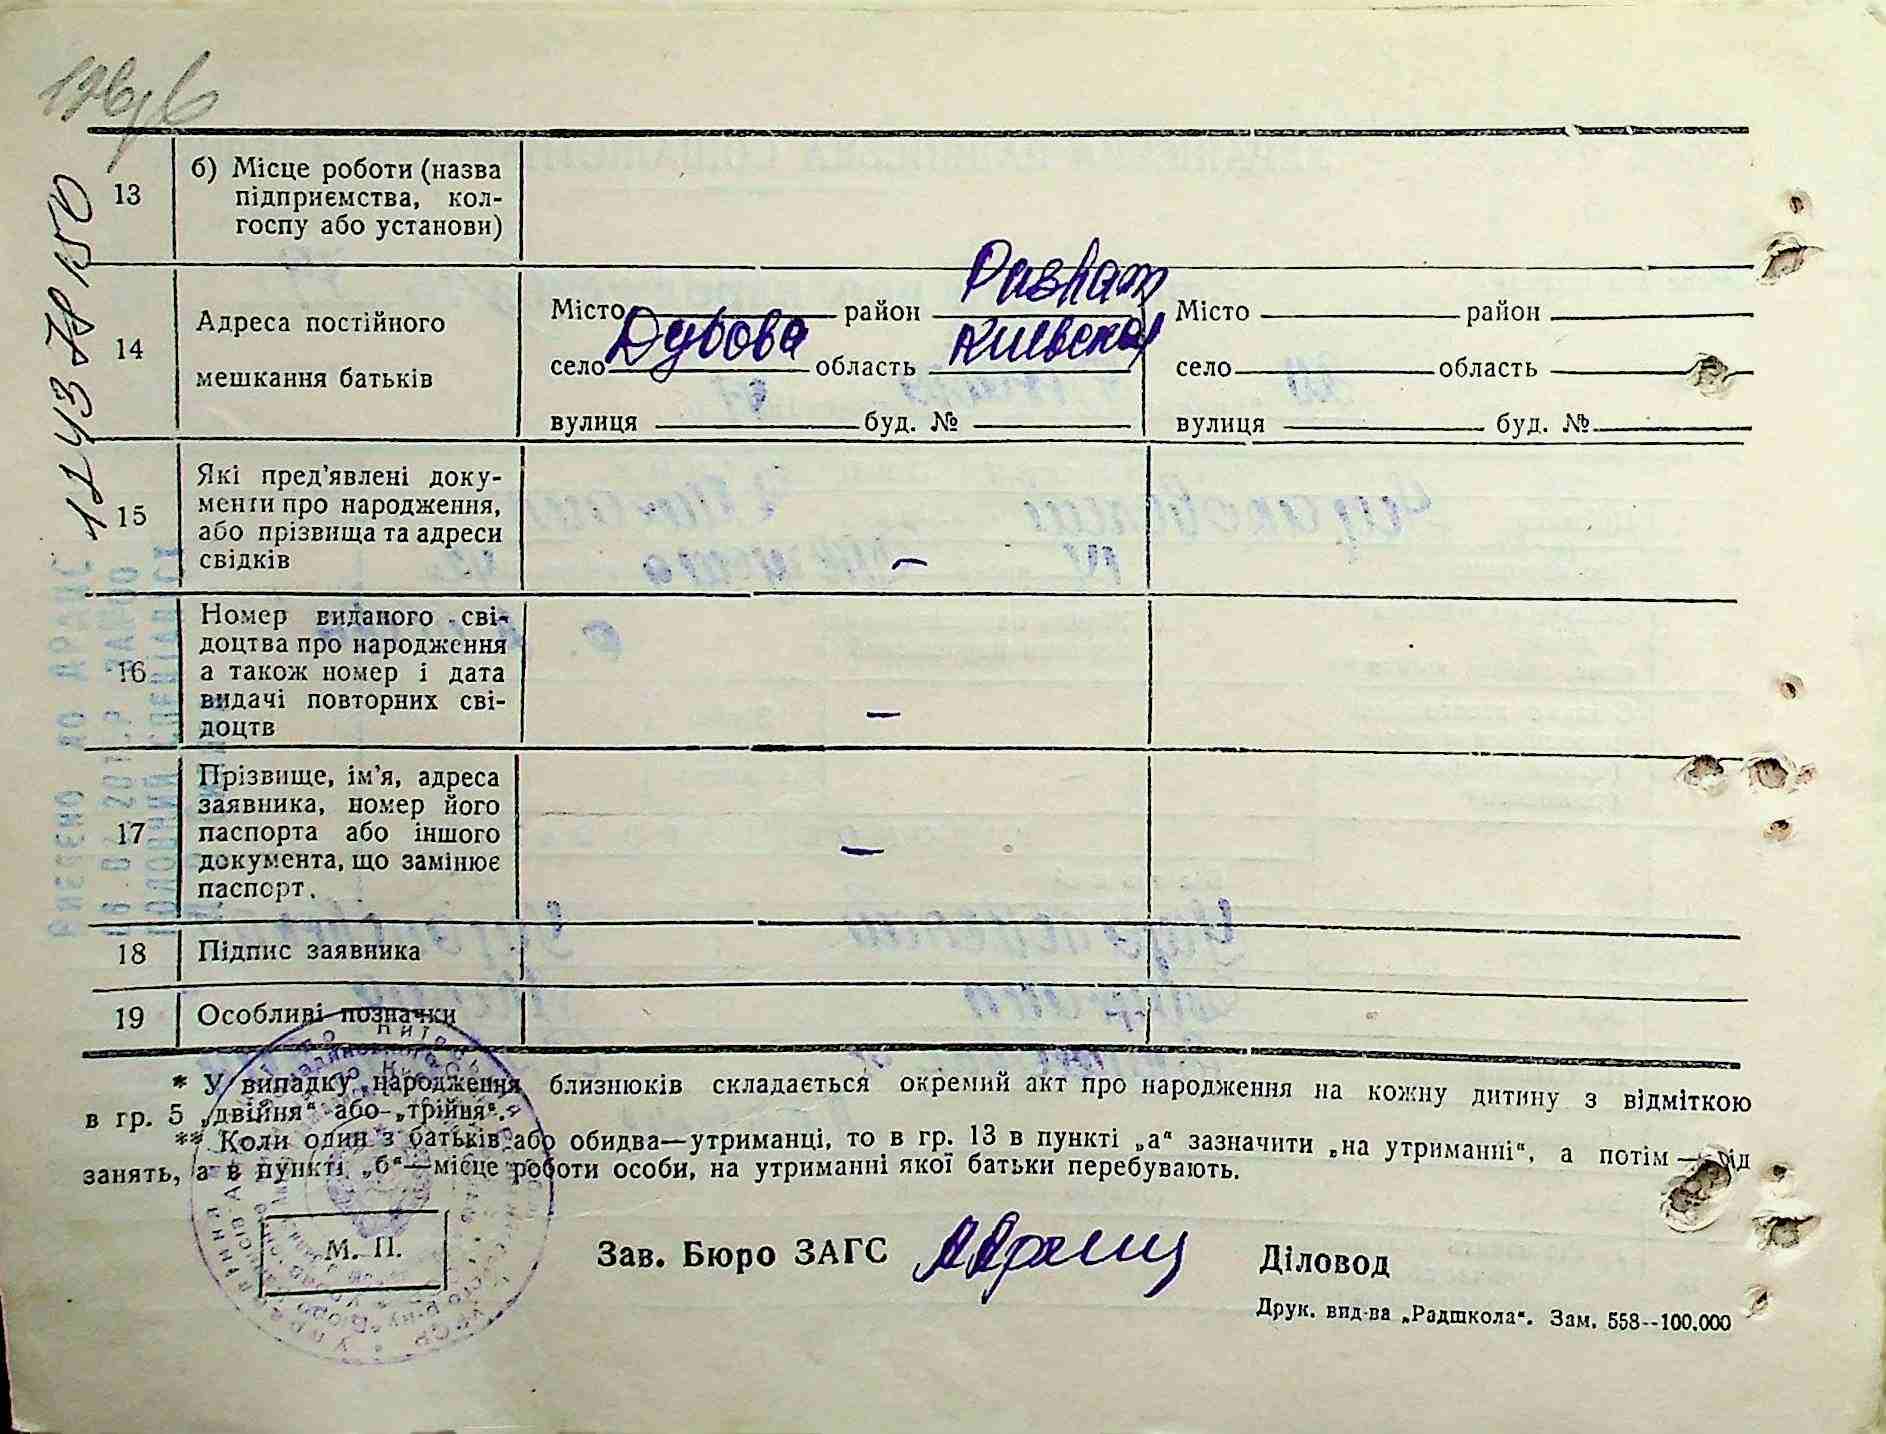 124378150
13
б) Місце роботи (назва
підприємства, кол-
госпу або установи)
14
Адреса постійного
мешкання батьків
Місто район
село Дубова область Киевская
вулиця буд. №
Місто район
село область
вулиця буд. №
15
Які пред’явлені доку-
менти про народження,
або прізвища та адреси
свідків
–
16
Номер виданого сві-
доцтва про народження
а також номер і дата
видачі повторних сві-
доцтв
–
17
Прізвище, ім’я, адреса
заявника, номер його
паспорта або іншого
документа, що замінює
паспорт.
–
18
Підпис заявника
19
Особливі позначки
* У випадку народження близнюків складається окремий акт про народження на кожну дитину з відміткою
в гр. 5 „двійня“ або „трійня“.
** Коли один з батьків або обидва—утриманці, то в гр. 13 в пункті „а“ зазначити „на утриманні“, а потім — рід
занять, а в пункті „б“—місце роботи особи, на утриманні якої батьки перебувають.
М. П.
Зав. Бюро ЗАГС
Діловод
Друк. вид-ва „Радшкола“. Зам. 558--100.000